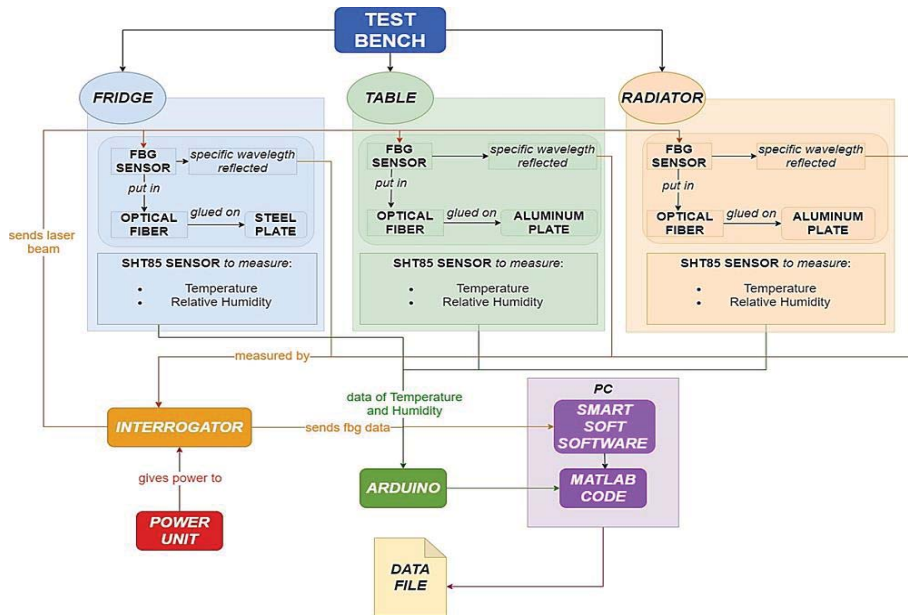 TEST
BENCH
FRIDGE
TABLE
RADIATOR
FBG
SENSOR
specific wavelegth
reflected
put in
OPTICAL
FIBER
glued on
STEEL
PLATE
SHT85 SENSOR to measure:
• Temperature
• Relative Humidity
FBG
SENSOR
specific wavelegth
reflected
put in
OPTICAL
FIBER
glued on
ALUMINUM
PLATE
SHT85 SENSOR to measure:
• Temperature
• Relative Humidity
FBG
SENSOR
specific wavelegth
reflected
put in
OPTICAL
FIBER
glued on
ALUMINUM
PLATE
SHT85 SENSOR to measure:
• Temperature
• Relative Humidity
sends laser
beam
measured by
data of Temperature
and Humidity
INTERROGATOR
sends fbg data
PC
SMART
SOFT
SOFTWARE
MATLAB
CODE
gives power to
ARDUINO
POWER
UNIT
DATA
FILE